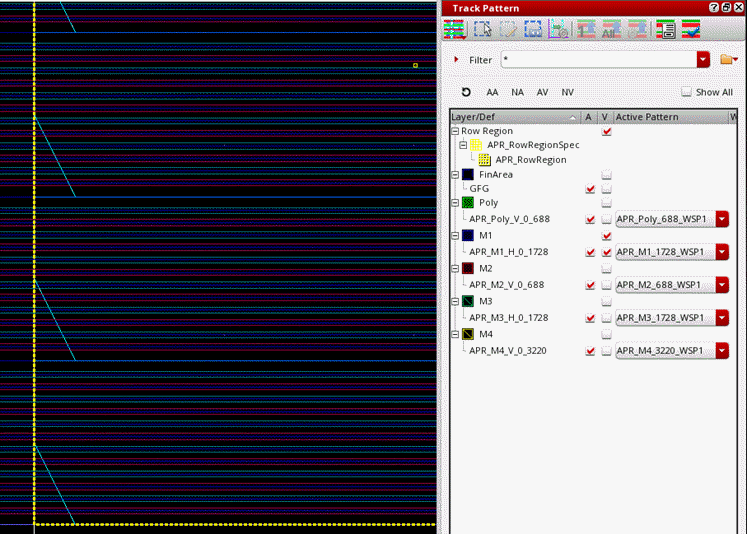 Track Pattern
Filter *
AA NA AV NV Show All
Layer/Def A V Active Pattern W
Row Region
APR_RowRegionSpec
APR_RowRegion
FinArea
GFG
Poly
APR_Poly_V_0_688 APR_Poly_688_WSP1
M1
APR_M1_H_0_1728 APR_M1_1728_WSP1
M2
APR_M2_V_0_688 APR_M2_688_WSP1
M3
APR_M3_H_0_1728 APR_M3_1728_WSP1
M4
APR_M4_V_0_3220 APR_M4_3220_WSP1